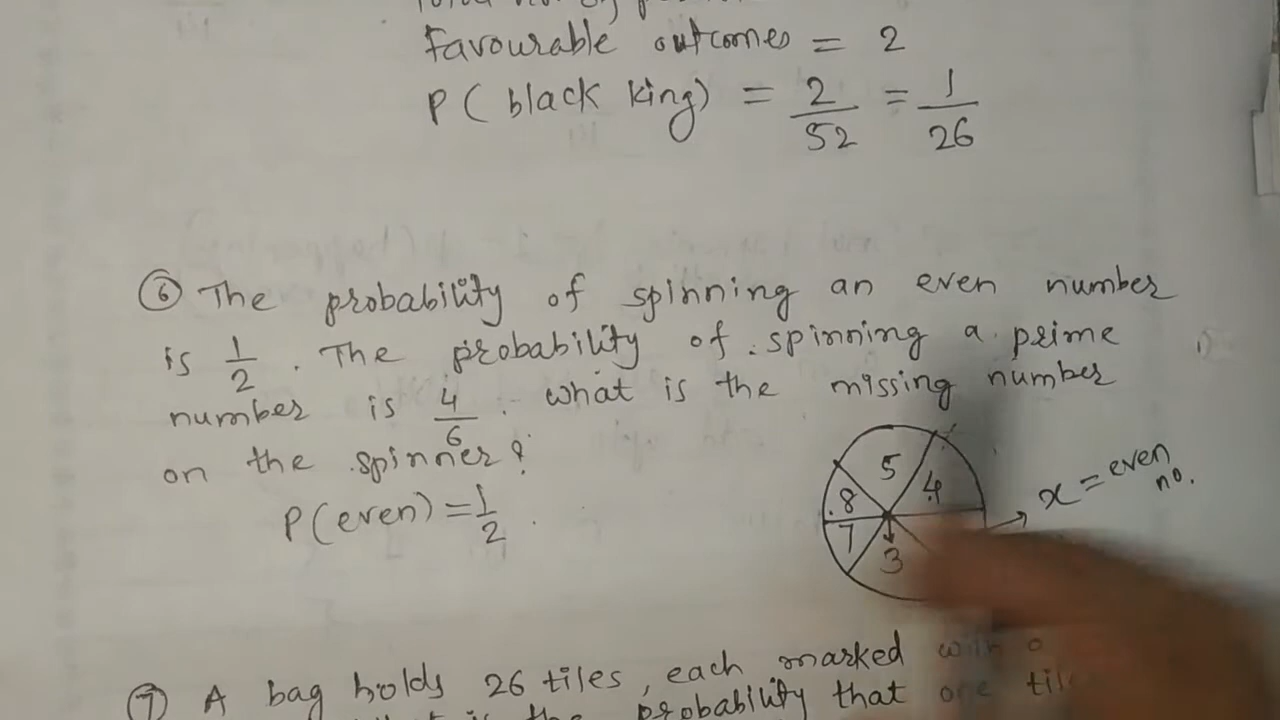 Favourable outcomes = 2
P( black king) = 2/52 = 1/26
⑥ The probability of spinning an even number
is 1/2 . The probability of spinning a prime
number is 4/6 . what is the missing number
on the spinner?
P(even) = 1/2 .
5
4
8
7
3
x = even
no.
⑦ A bag holds 26 tiles, each marked with
the probability that one